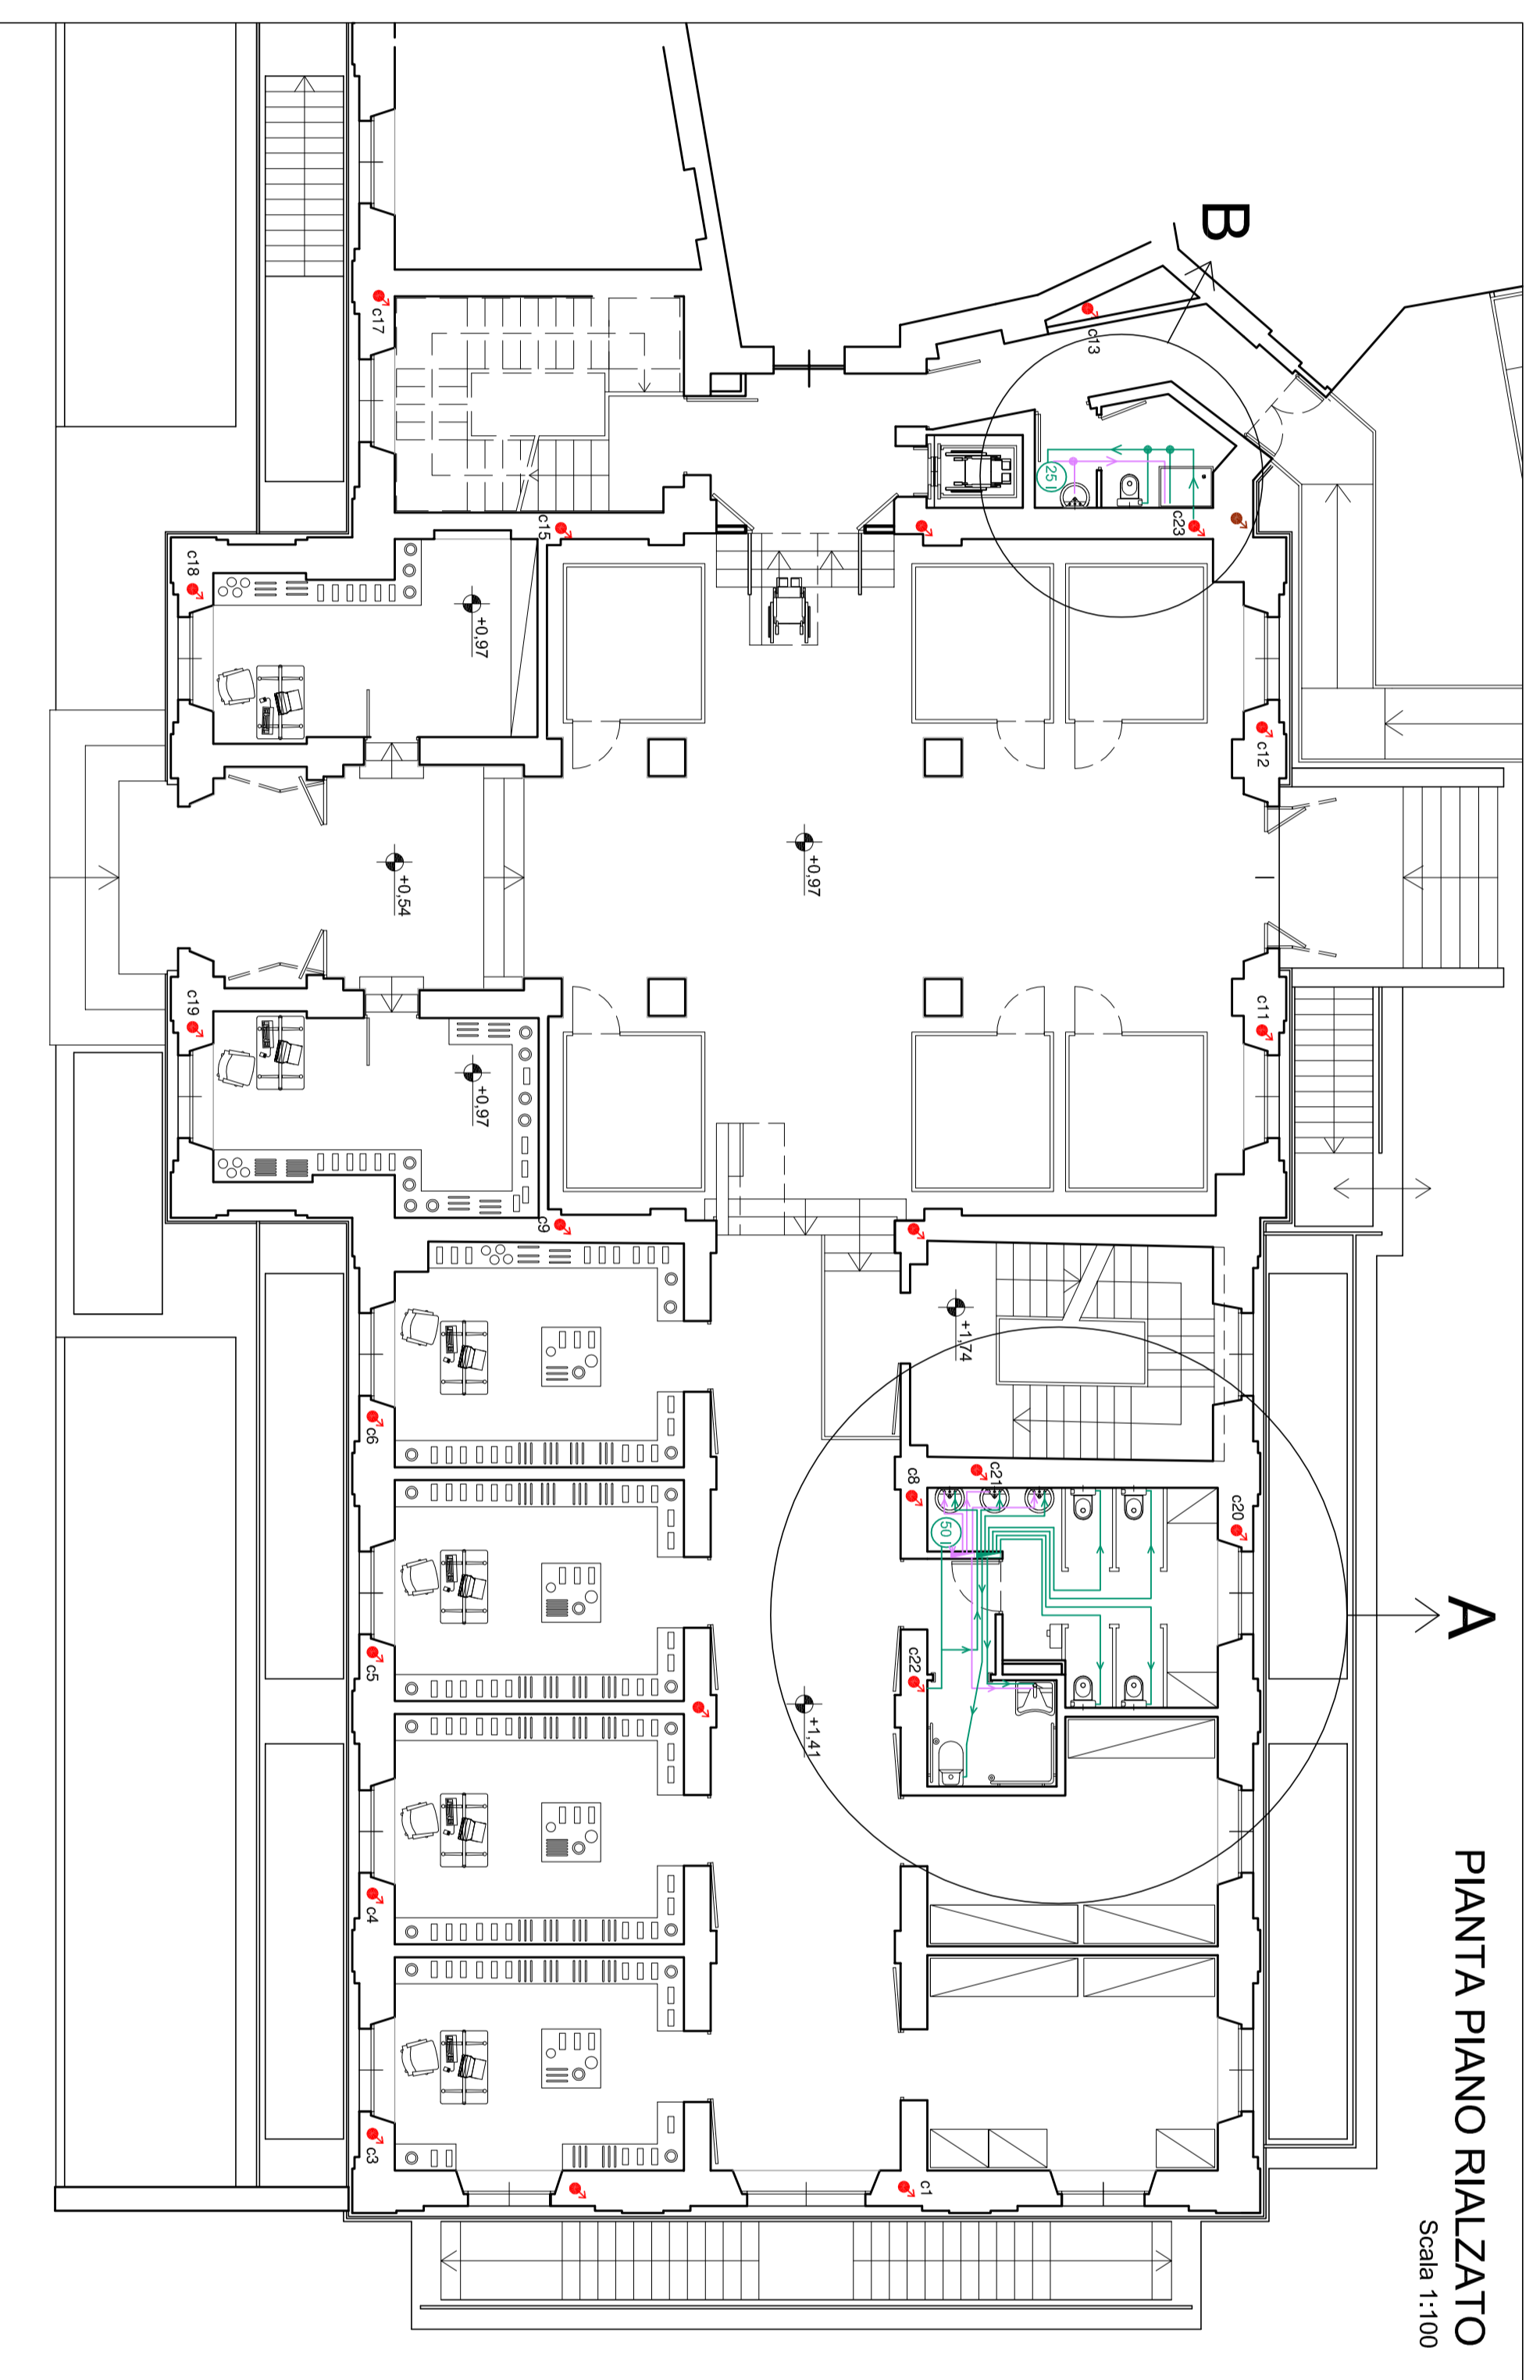 PIANTA PIANO RIALZATO
Scala 1:100
A
B
c13
c17
25 l
c23
c15
c18
+0,97
c12
+0,97
+0,54
c11
c19
+0,97
c9
+1,74
c6
c21
c8
c20
50 l
c5
c22
+1,41
c4
c3
c1